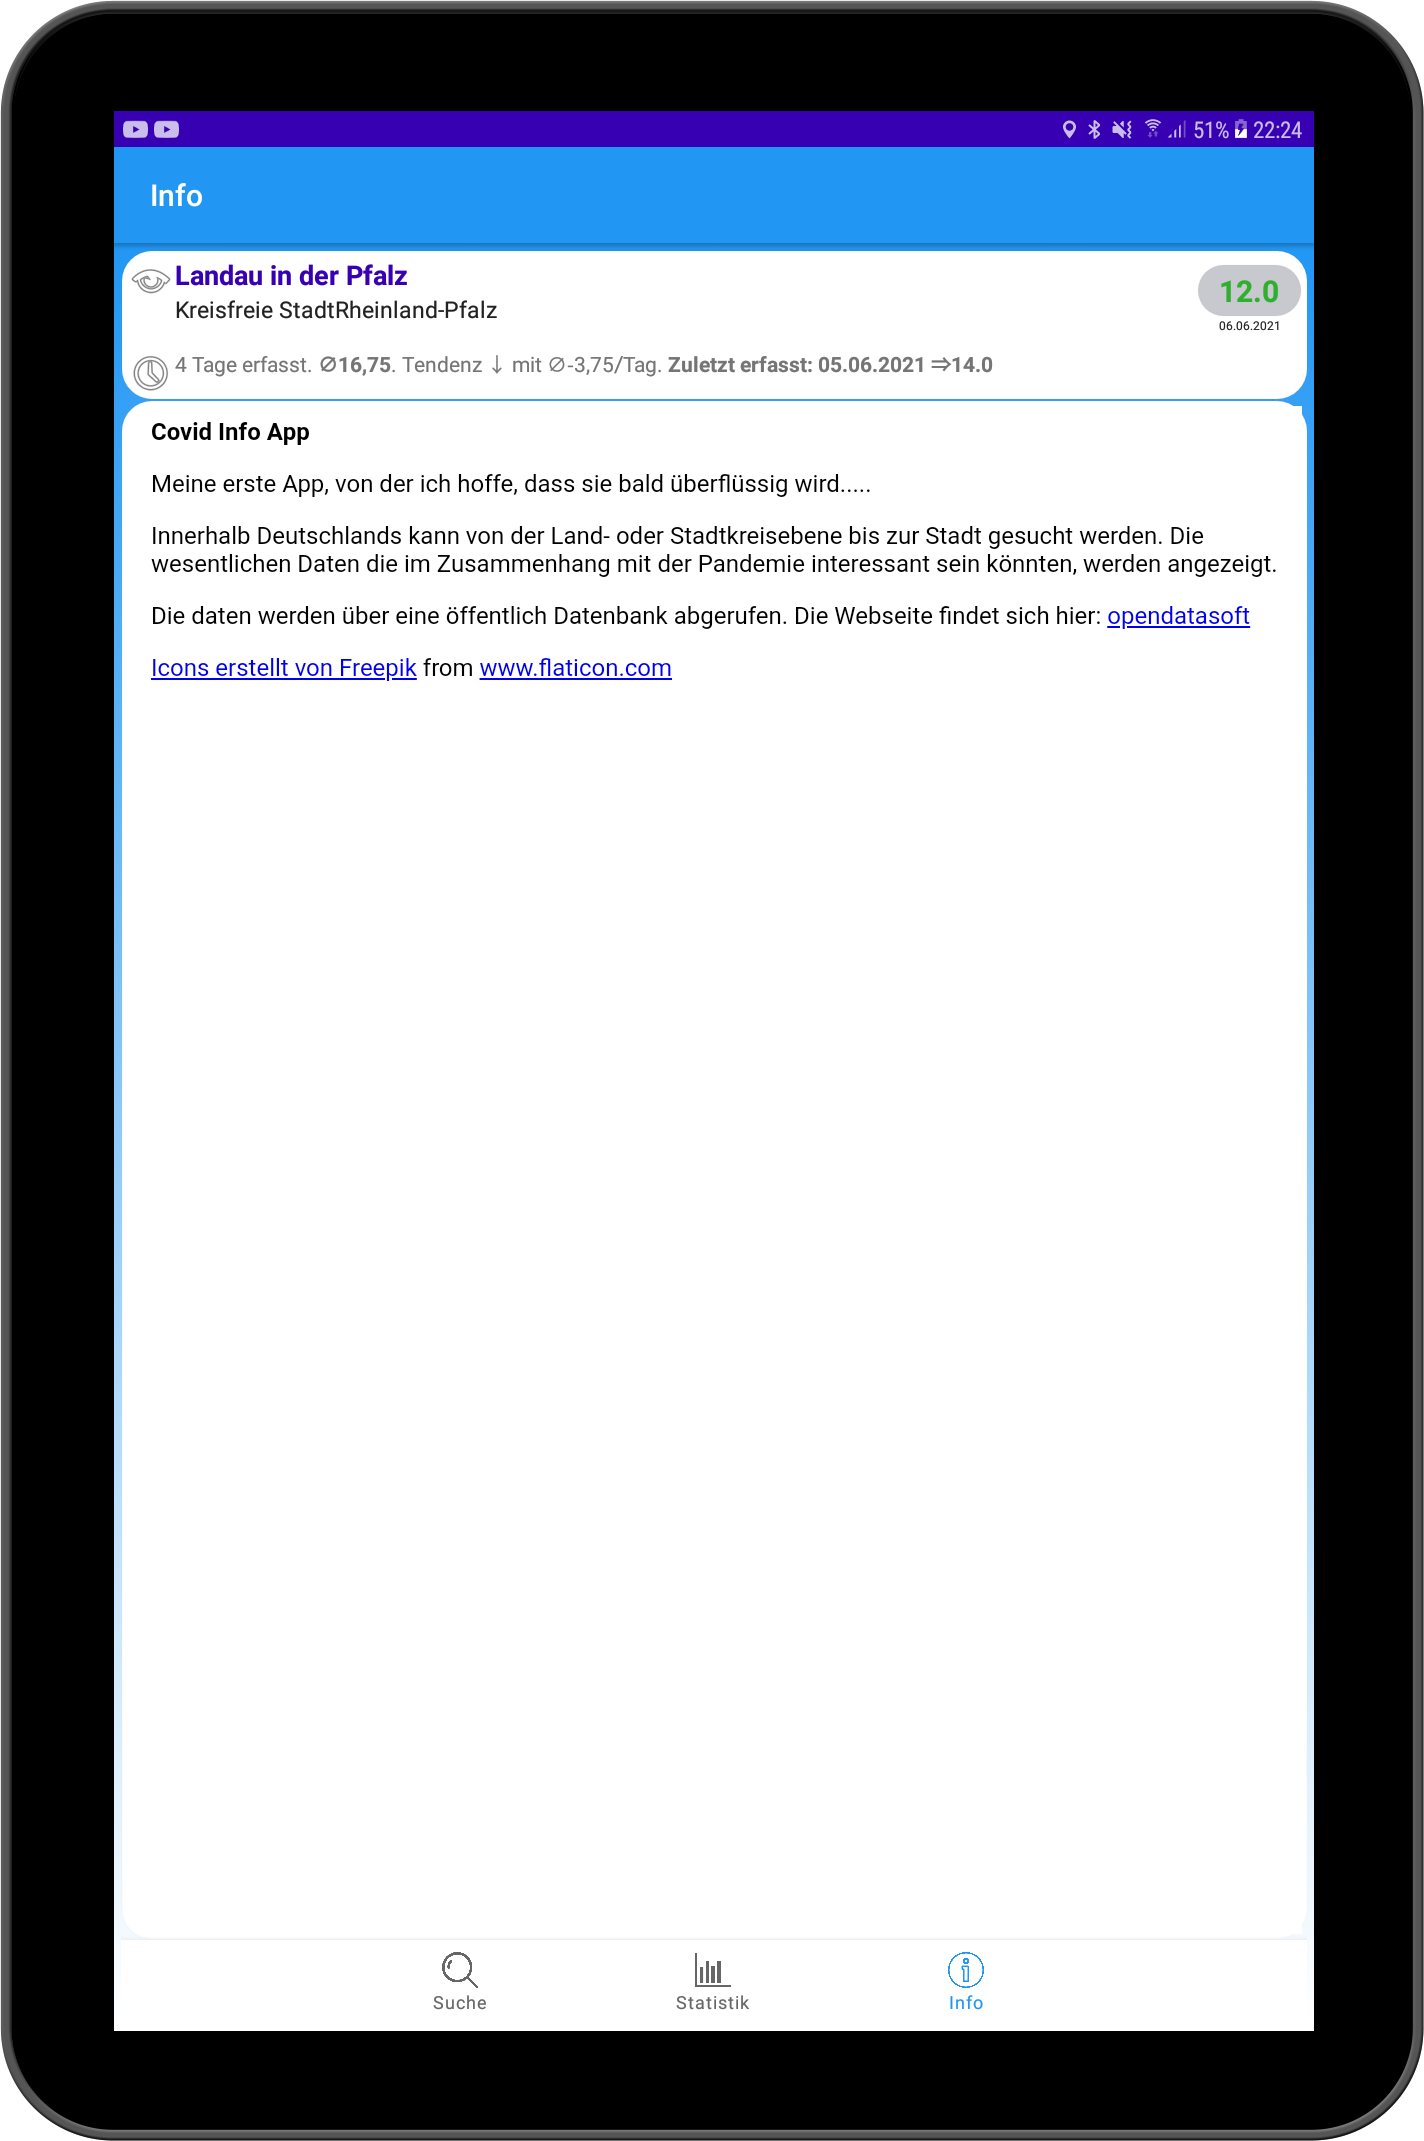 51% 22:24
Info
Landau in der Pfalz
12.0
Kreisfreie StadtRheinland-Pfalz
06.06.2021
4 Tage erfasst. ∅16,75. Tendenz ↓ mit ∅-3,75/Tag. Zuletzt erfasst: 05.06.2021 ⇒14.0
Covid Info App
Meine erste App, von der ich hoffe, dass sie bald überflüssig wird.....
Innerhalb Deutschlands kann von der Land- oder Stadtkreisebene bis zur Stadt gesucht werden. Die
wesentlichen Daten die im Zusammenhang mit der Pandemie interessant sein könnten, werden angezeigt.
Die daten werden über eine öffentlich Datenbank abgerufen. Die Webseite findet sich hier: opendatasoft
Icons erstellt von Freepik from www.flaticon.com
Suche Statistik Info